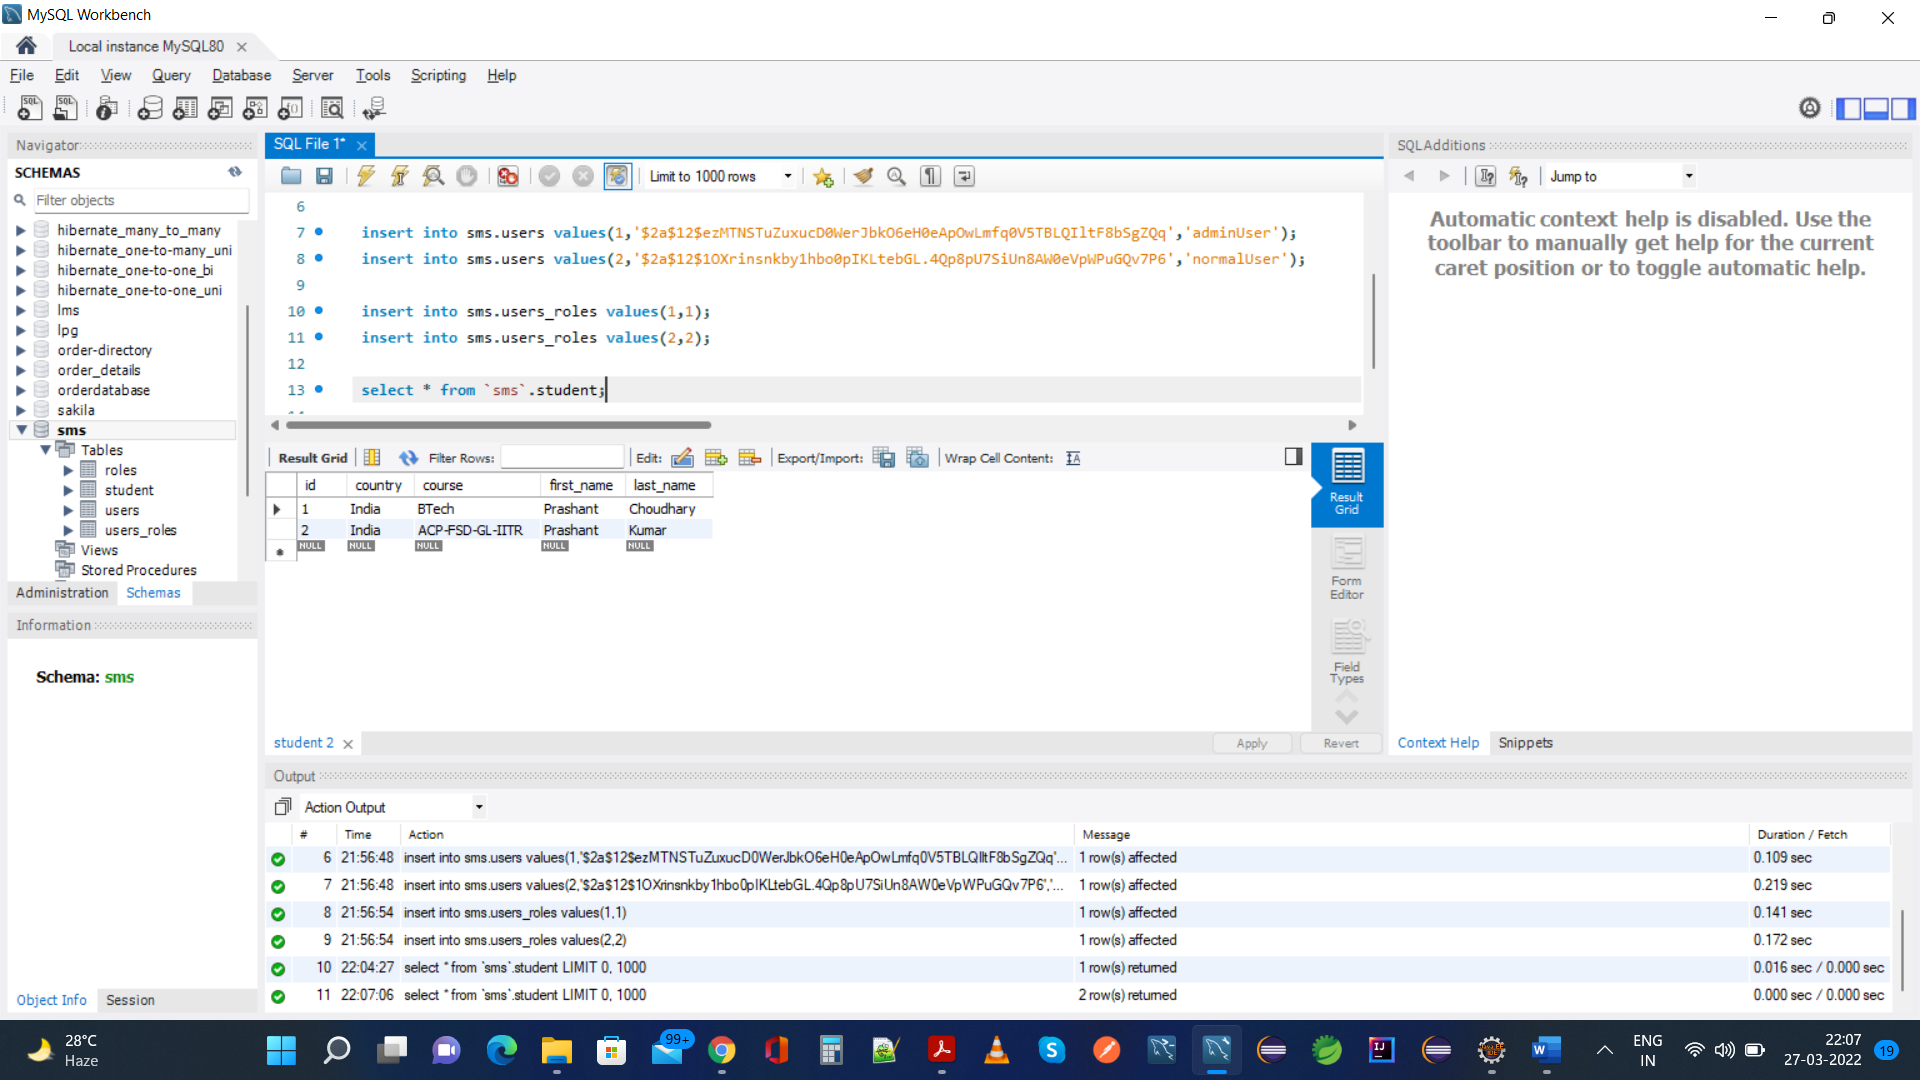 MySQL Workbench
Local instance MySQL80
File Edit View Query Database Server Tools Scripting Help
Navigator
SCHEMAS
Filter objects
hibernate_many_to_many
hibernate_one-to-many_uni
hibernate_one-to-one_bi
hibernate_one-to-one_uni
lms
lpg
order-directory
order_details
orderdatabase
sakila
sms
Tables
roles
student
users
users_roles
Views
Stored Procedures
Administration Schemas
Information
Schema: sms
Object Info Session
SQL File 1*
Limit to 1000 rows
6
7 insert into sms.users values(1,'$2a$12$ezMTNSTuZuxucD0WerJbkO6eH0eApOwLmfq0V5TBLQIltF8bSgZQq','adminUser');
8 insert into sms.users values(2,'$2a$12$1OXrinsnkby1hbo0pIKLtebGL.4Qp8pU7SiUn8AW0eVpWPuGQv7P6','normalUser');
9
10 insert into sms.users_roles values(1,1);
11 insert into sms.users_roles values(2,2);
12
13 select * from `sms`.student;
Result Grid Filter Rows: Edit: Export/Import: Wrap Cell Content:
id country course first_name last_name
1 India BTech Prashant Choudhary
2 India ACP-FSD-GL-IITR Prashant Kumar
NULL NULL NULL NULL NULL
Result Grid
Form Editor
Field Types
student 2
Apply Revert
SQLAdditions
Jump to
Automatic context help is disabled. Use the
toolbar to manually get help for the current
caret position or to toggle automatic help.
Context Help Snippets
Output
Action Output
# Time Action Message Duration / Fetch
6 21:56:48 insert into sms.users values(1,'$2a$12$ezMTNSTuZuxucD0WerJbkO6eH0eApOwLmfq0V5TBLQIltF8bSgZQq'... 1 row(s) affected 0.109 sec
7 21:56:48 insert into sms.users values(2,'$2a$12$1OXrinsnkby1hbo0pIKLtebGL.4Qp8pU7SiUn8AW0eVpWPuGQv7P6','... 1 row(s) affected 0.219 sec
8 21:56:54 insert into sms.users_roles values(1,1) 1 row(s) affected 0.141 sec
9 21:56:54 insert into sms.users_roles values(2,2) 1 row(s) affected 0.172 sec
10 22:04:27 select * from `sms`.student LIMIT 0, 1000 1 row(s) returned 0.016 sec / 0.000 sec
11 22:07:06 select * from `sms`.student LIMIT 0, 1000 2 row(s) returned 0.000 sec / 0.000 sec
28°C
Haze
99+
ENG
IN
22:07
27-03-2022
19